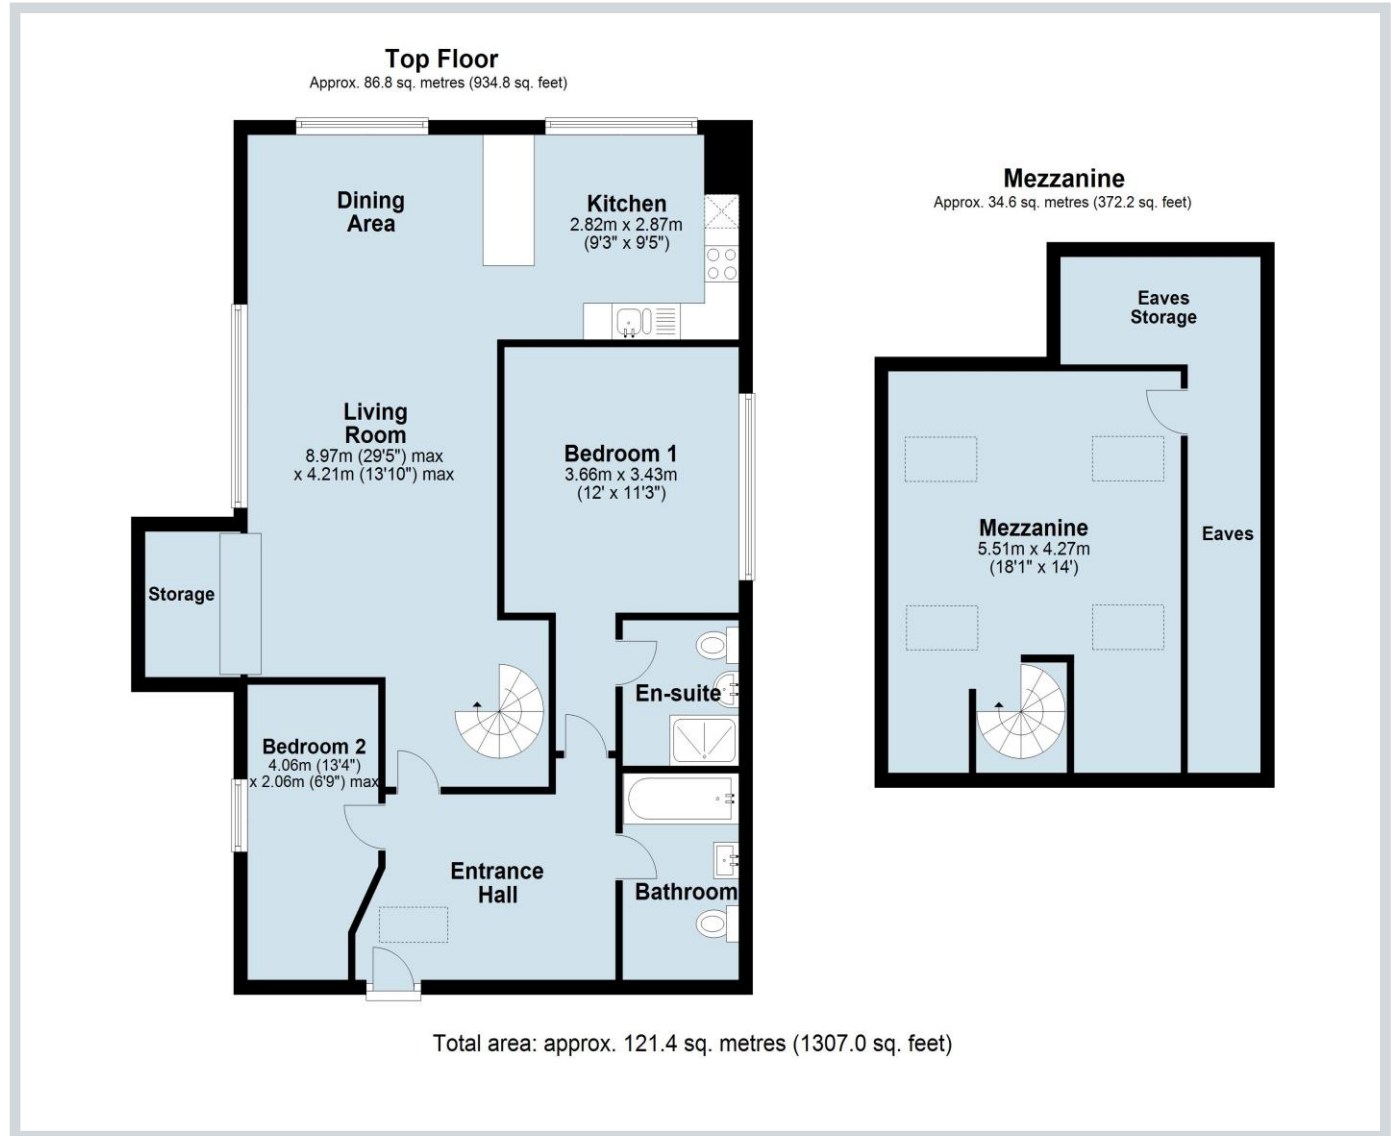 Top Floor
Approx. 86.8 sq. metres (934.8 sq. feet)
Dining
Area
Kitchen
2.82m x 2.87m
(9'3" x 9'5")
Living
Room
8.97m (29'5") max
x 4.21m (13'10") max
Bedroom 1
3.66m x 3.43m
(12' x 11'3")
Storage
En-suite
Bedroom 2
4.06m (13'4")
x 2.06m (6'9") max
Entrance
Hall
Bathroom
Mezzanine
Approx. 34.6 sq. metres (372.2 sq. feet)
Eaves
Storage
Mezzanine
5.51m x 4.27m
(18'1" x 14')
Eaves
Total area: approx. 121.4 sq. metres (1307.0 sq. feet)